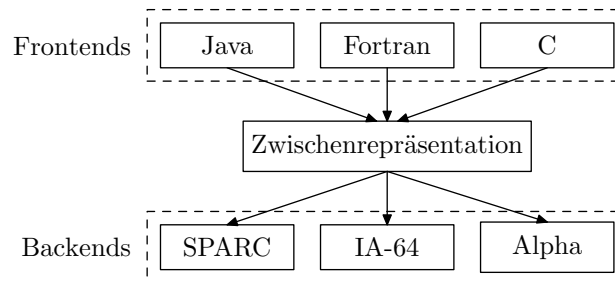 Frontends Java Fortran C
Zwischenrepräsentation
Backends SPARC IA-64 Alpha